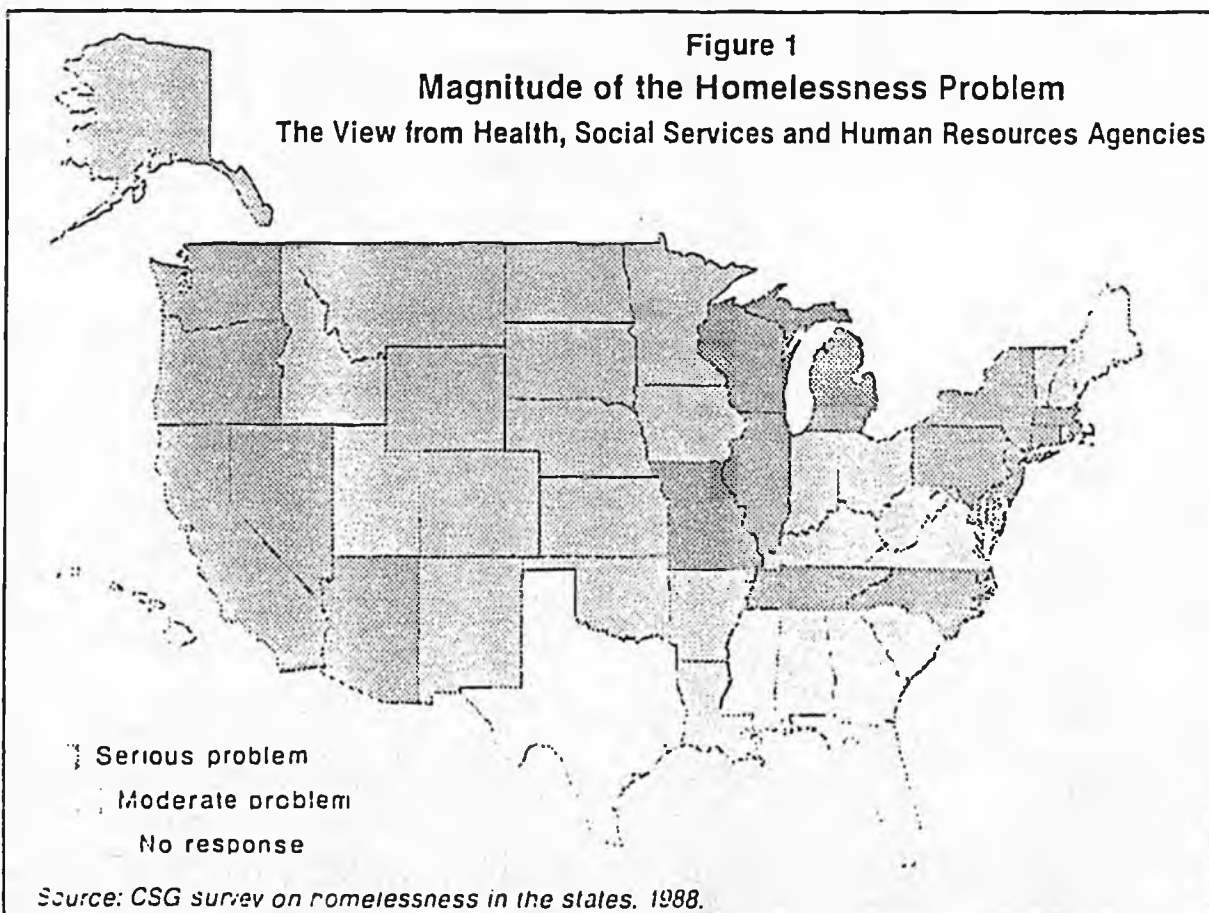 Figure 1
Magnitude of the Homelessness Problem
The View from Health, Social Services and Human Resources Agencies
Serious problem
Moderate problem
No response
Source: CSG survey on homelessness in the states, 1988.